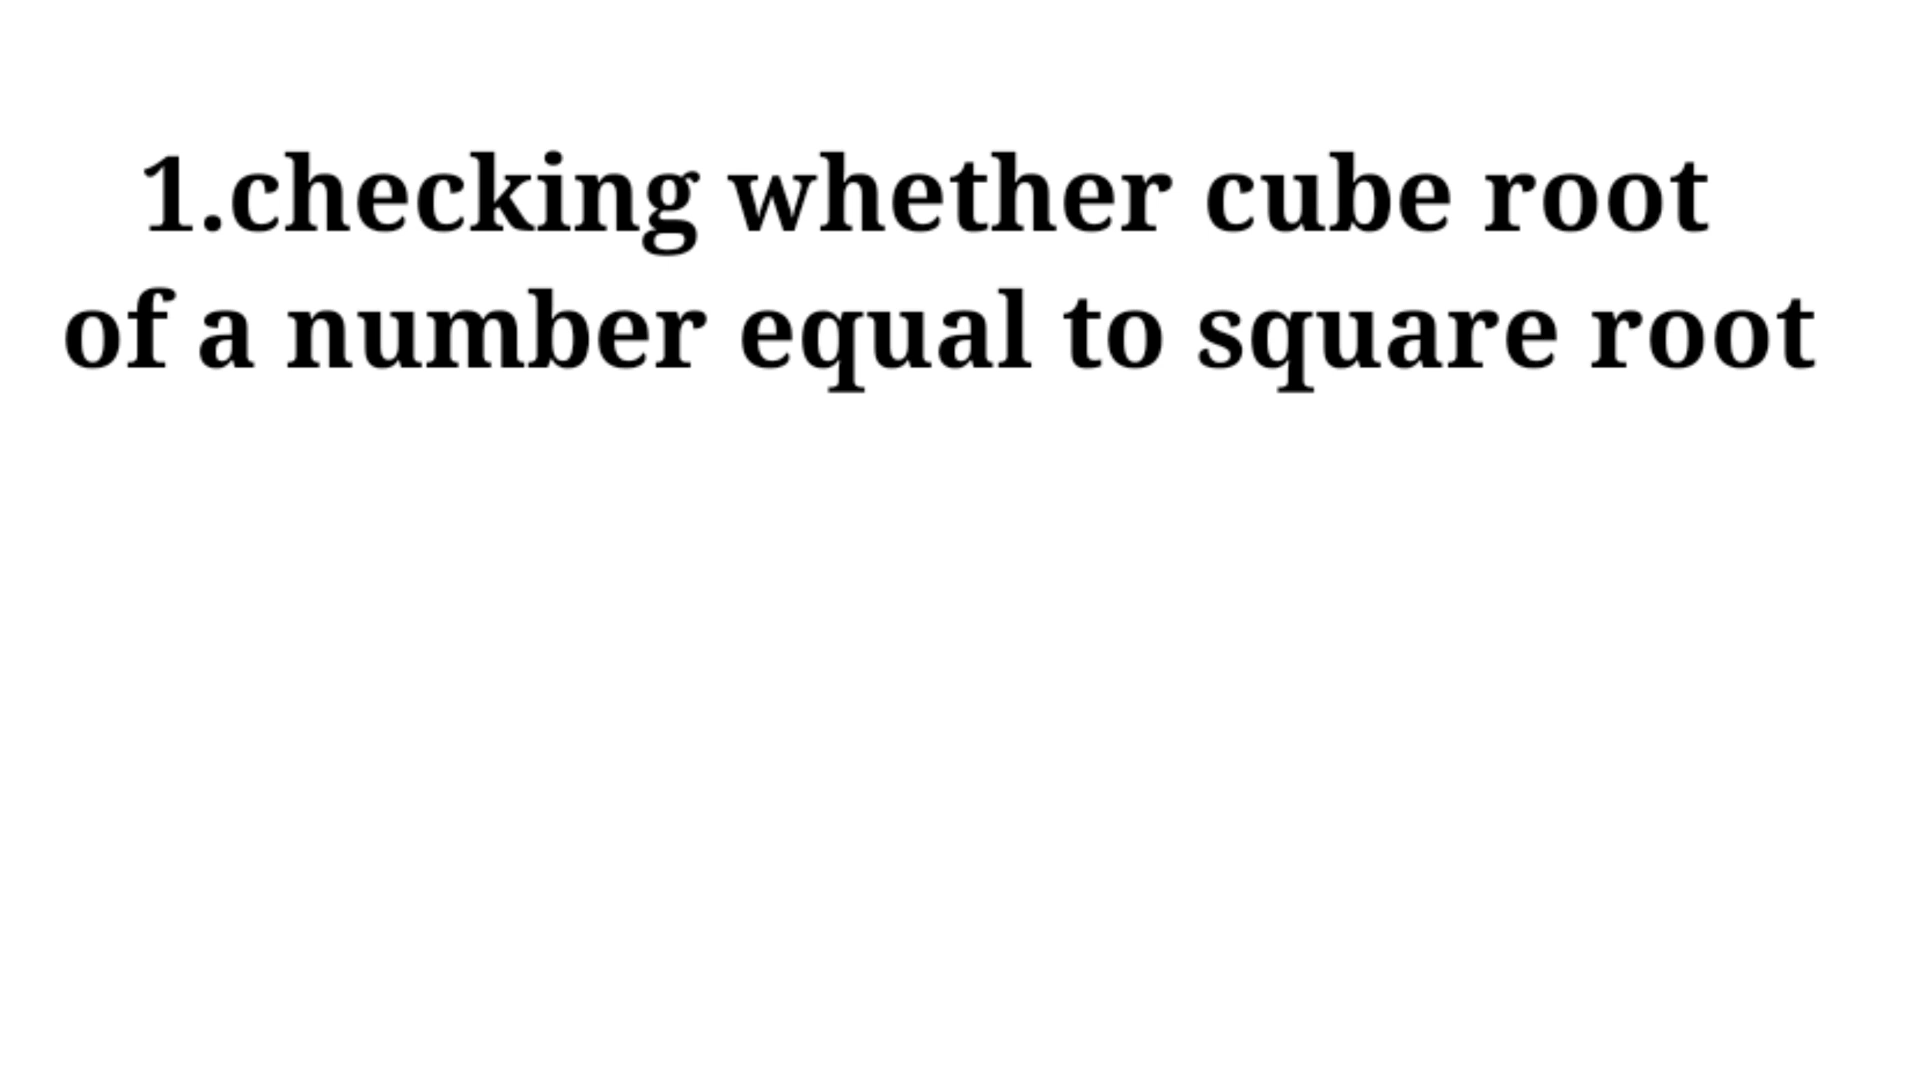 1.checking whether cube root
of a number equal to square root